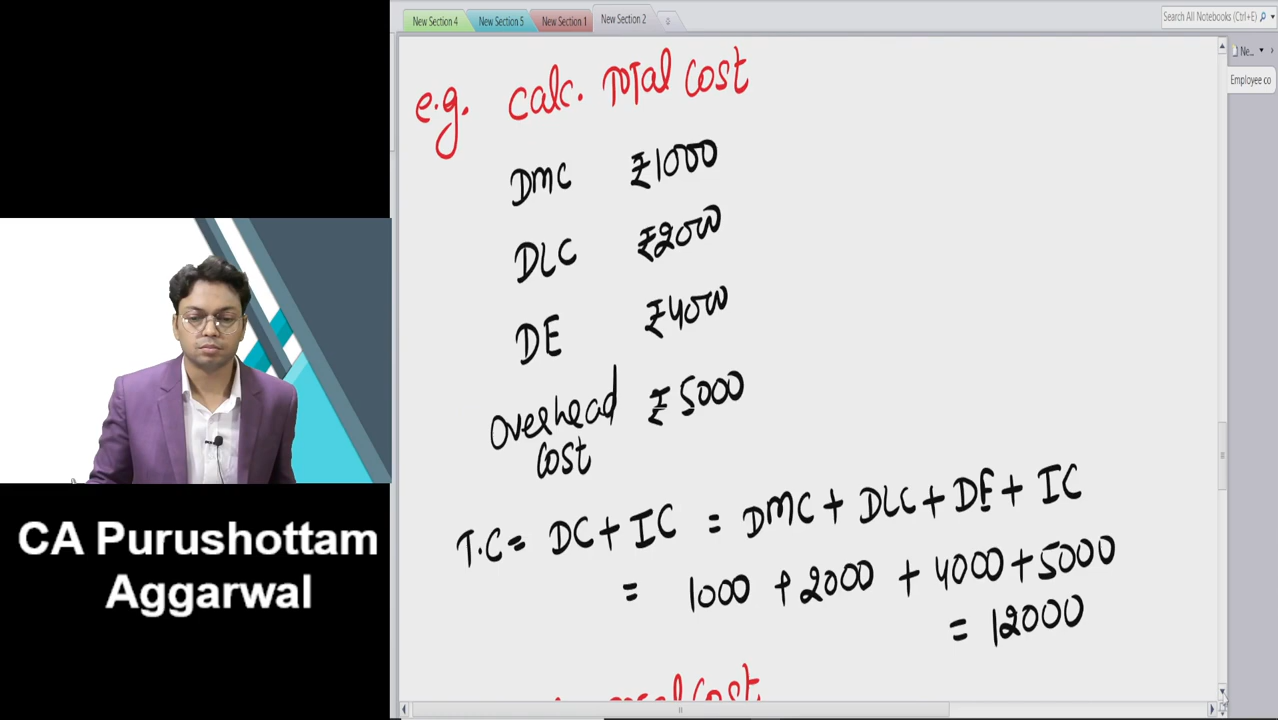 New Section 4
New Section 5
New Section 1
New Section 2
Search All Notebooks (Ctrl+E)
Ne...
Employee co
e.g. calc. Total Cost
DMC ₹1000
DLC ₹2000
DE ₹4000
Overhead cost ₹5000
T.C = DC + IC = DMC + DLC + DE + IC
= 1000 + 2000 + 4000 + 5000
= 12000
CA Purushottam
Aggarwal